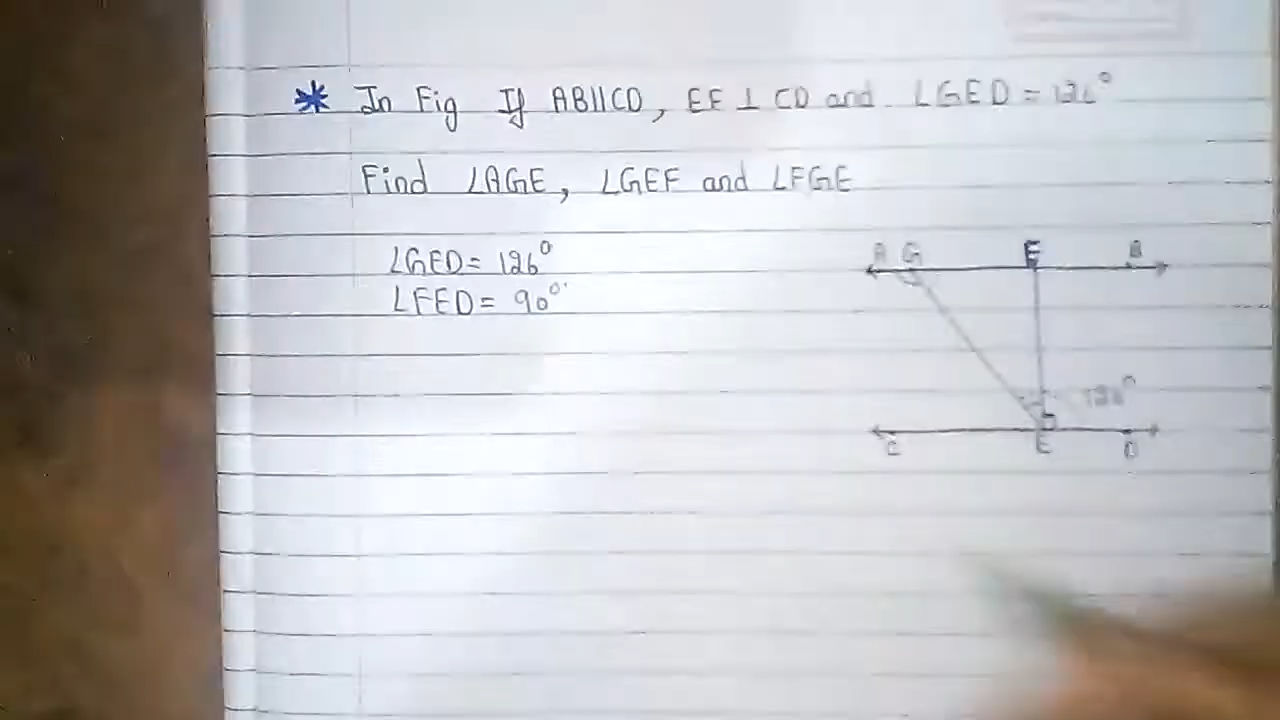 * In Fig If AB||CD, EF ⊥ CD and ∠GED = 126°
Find ∠AGE, ∠GEF and ∠FGE
∠GED = 126°
∠FED = 90°
A G F B
126°
C E D